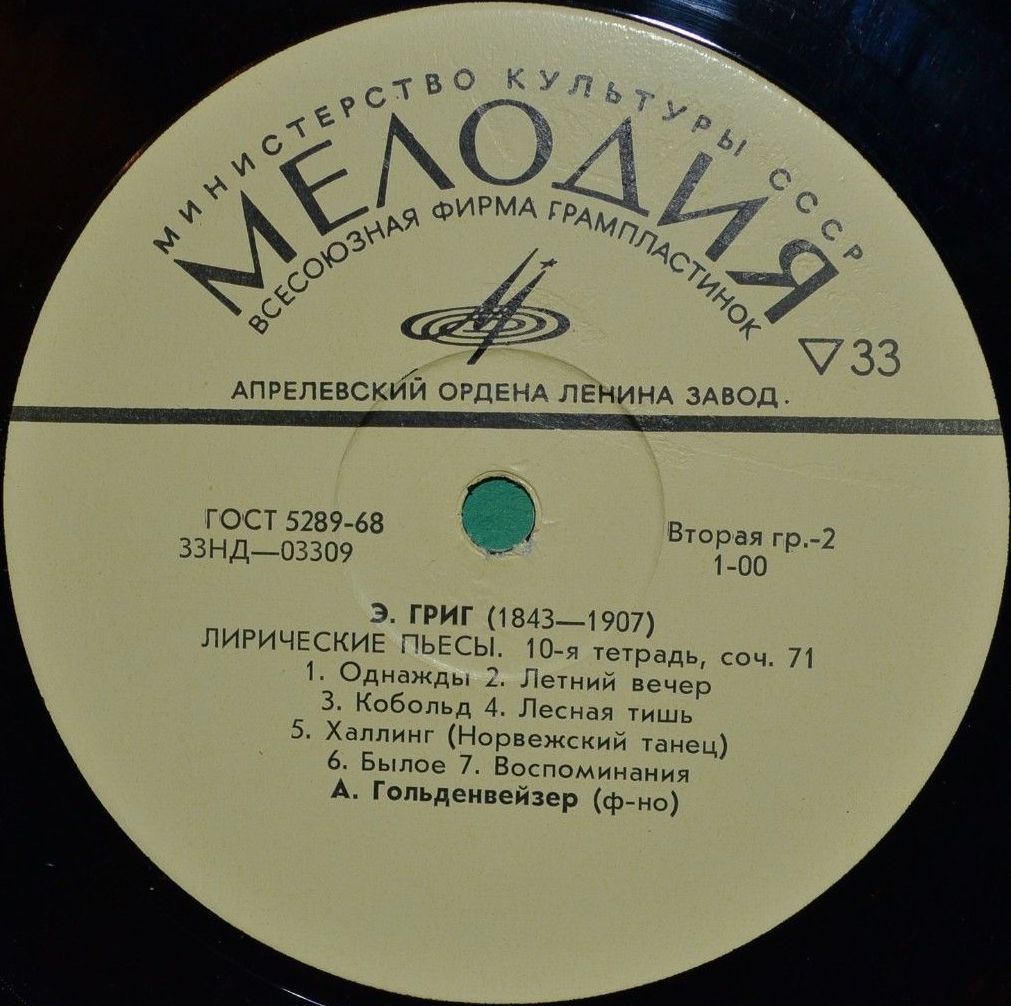 МИНИСТЕРСТВО КУЛЬТУРЫ СССР
МЕЛОДИЯ
ВСЕСОЮЗНАЯ ФИРМА ГРАМПЛАСТИНОК
▽33
АПРЕЛЕВСКИЙ ОРДЕНА ЛЕНИНА ЗАВОД.
ГОСТ 5289-68
33НД—03309
Вторая гр.-2
1-00
Э. ГРИГ (1843—1907)
ЛИРИЧЕСКИЕ ПЬЕСЫ. 10-я тетрадь, соч. 71
1. Однажды 2. Летний вечер
3. Кобольд 4. Лесная тишь
5. Халлинг (Норвежский танец)
6. Былое 7. Воспоминания
А. Гольденвейзер (ф-но)